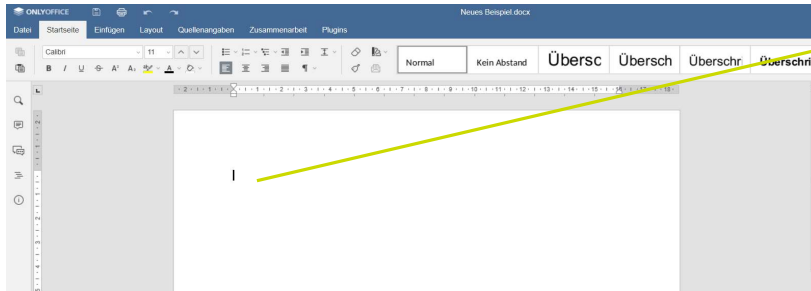 ONLYOFFICE
Neues Beispiel.docx
Datei Startseite Einfügen Layout Quellenangaben Zusammenarbeit Plugins
Calibri 11
Normal Kein Abstand Übersc Übersch Überschr Überschri